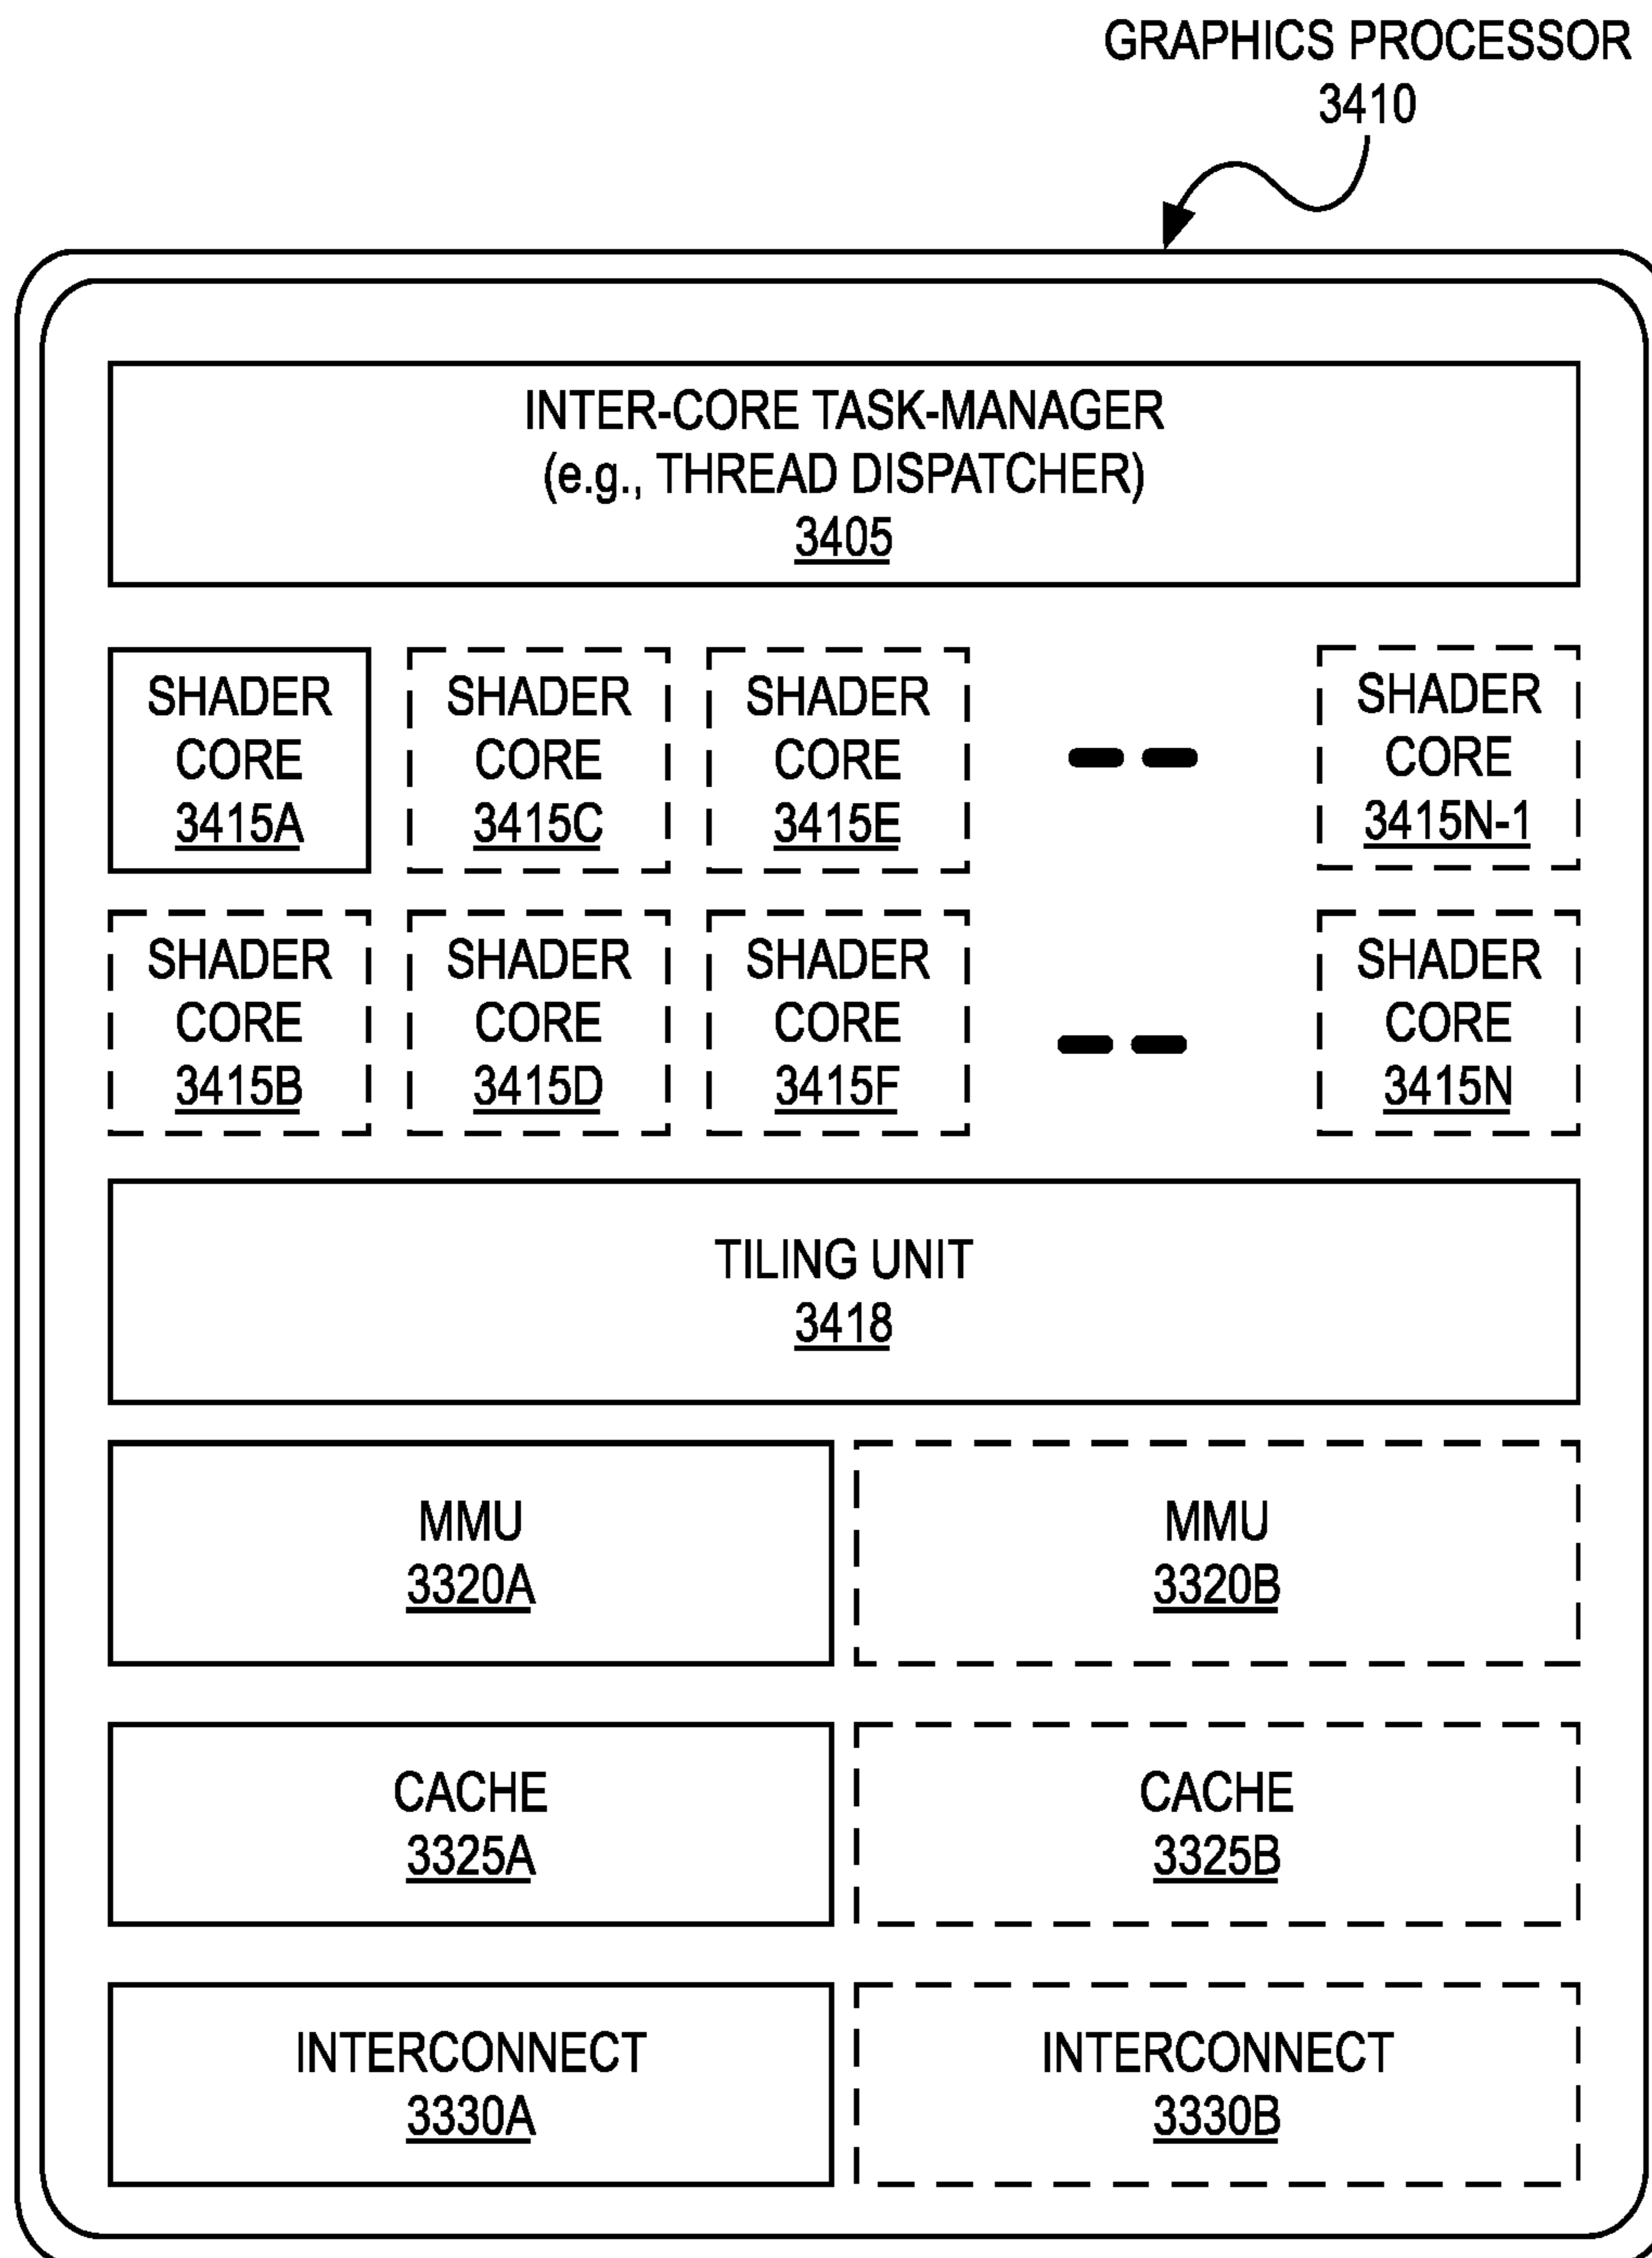 GRAPHICS PROCESSOR
3410
INTER-CORE TASK-MANAGER
(e.g., THREAD DISPATCHER)
3405
SHADER
CORE
3415A
SHADER
CORE
3415C
SHADER
CORE
3415E
SHADER
CORE
3415N-1
SHADER
CORE
3415B
SHADER
CORE
3415D
SHADER
CORE
3415F
SHADER
CORE
3415N
TILING UNIT
3418
MMU
3320A
MMU
3320B
CACHE
3325A
CACHE
3325B
INTERCONNECT
3330A
INTERCONNECT
3330B